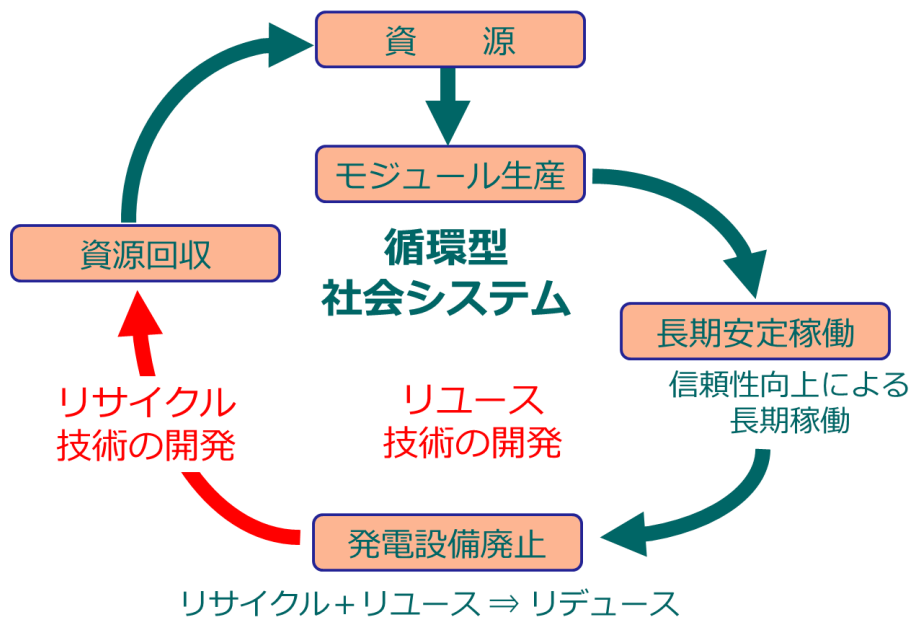 資　　源
モジュール生産
循環型
社会システム
資源回収
長期安定稼働
信頼性向上による
長期稼働
リサイクル
技術の開発
リユース
技術の開発
発電設備廃止
リサイクル＋リユース ⇒ リデュース